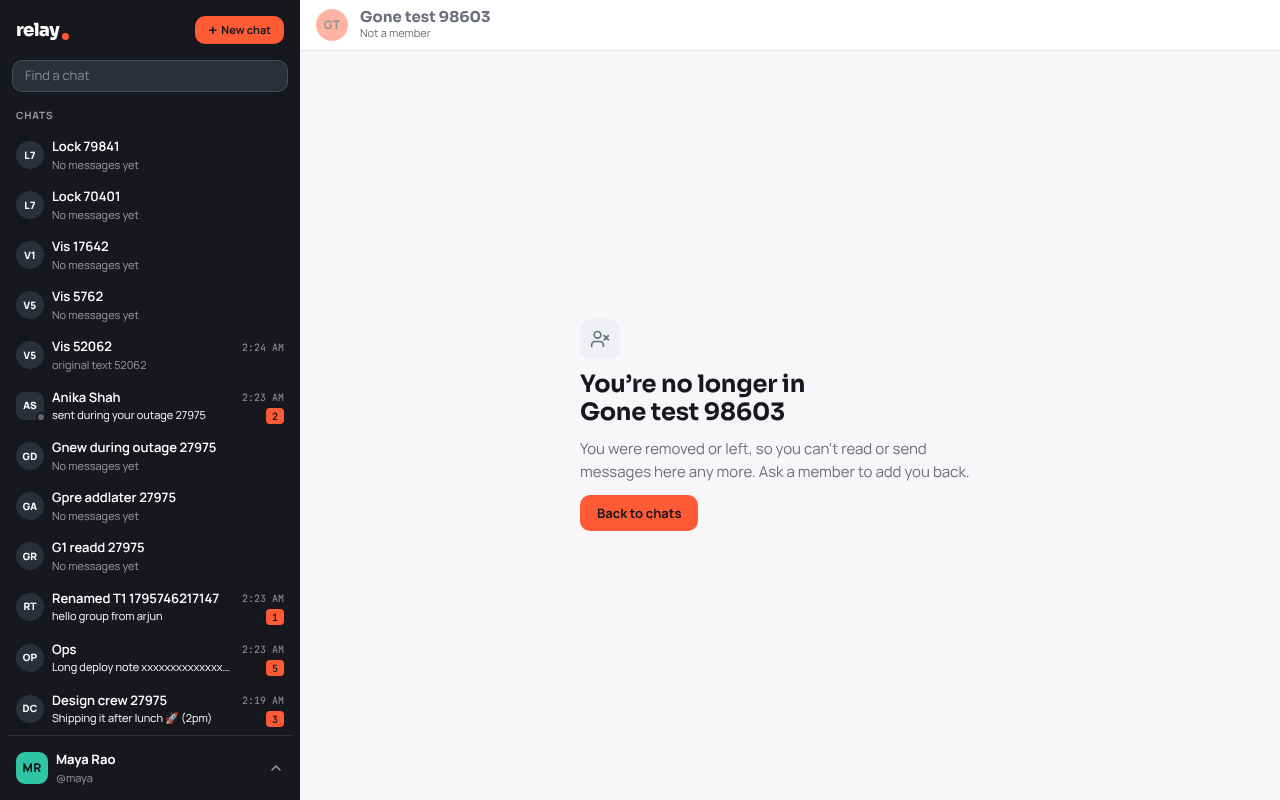 relay.
+ New chat
Find a chat
CHATS
L7
Lock 79841
No messages yet
L7
Lock 70401
No messages yet
V1
Vis 17642
No messages yet
V5
Vis 5762
No messages yet
V5
Vis 52062
2:24 AM
original text 52062
AS
Anika Shah
2:23 AM
sent during your outage 27975
2
GD
Gnew during outage 27975
No messages yet
GA
Gpre addlater 27975
No messages yet
GR
G1 readd 27975
No messages yet
RT
Renamed T1 1795746217147
2:23 AM
hello group from arjun
1
OP
Ops
2:23 AM
Long deploy note xxxxxxxxxxxxxx...
5
DC
Design crew 27975
2:19 AM
Shipping it after lunch 🚀 (2pm)
3
MR
Maya Rao
@maya
GT
Gone test 98603
Not a member
You’re no longer in
Gone test 98603
You were removed or left, so you can’t read or send
messages here any more. Ask a member to add you back.
Back to chats